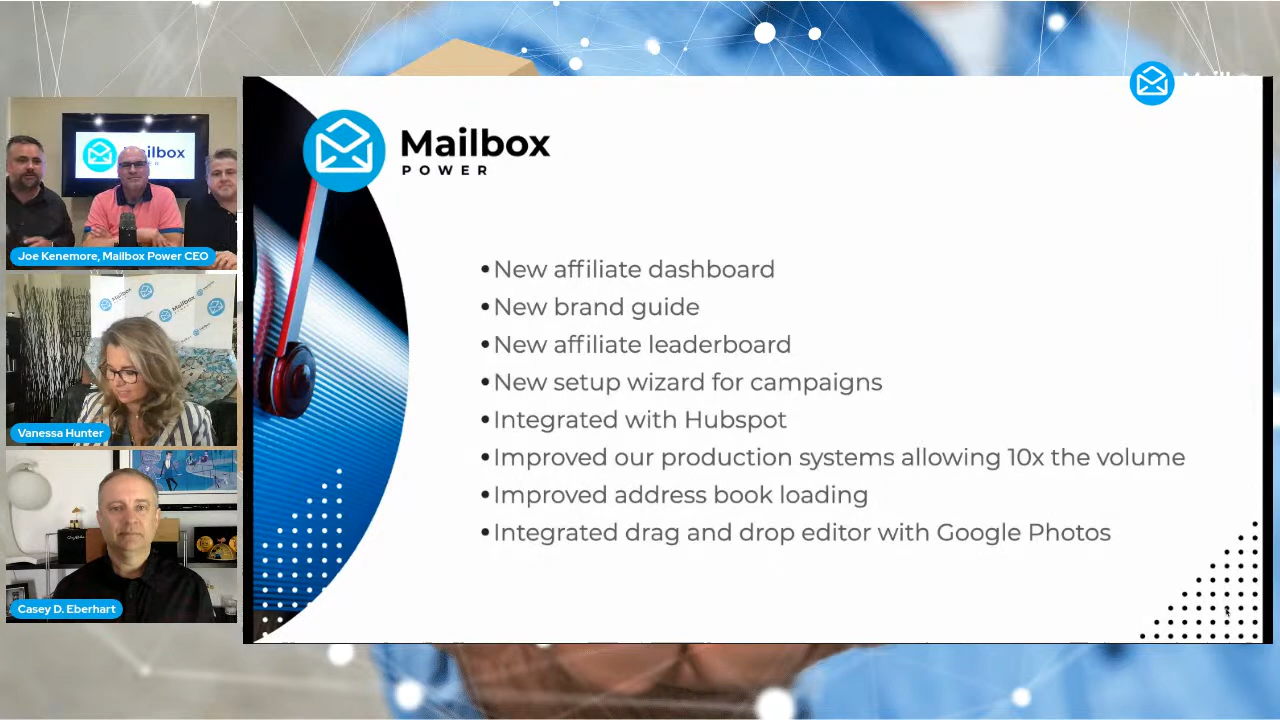 Mailbox
POWER
Joe Kenemore, Mailbox Power CEO
Mailbox
POWER
Vanessa Hunter
Casey D. Eberhart
• New affiliate dashboard
• New brand guide
• New affiliate leaderboard
• New setup wizard for campaigns
• Integrated with Hubspot
• Improved our production systems allowing 10x the volume
• Improved address book loading
• Integrated drag and drop editor with Google Photos